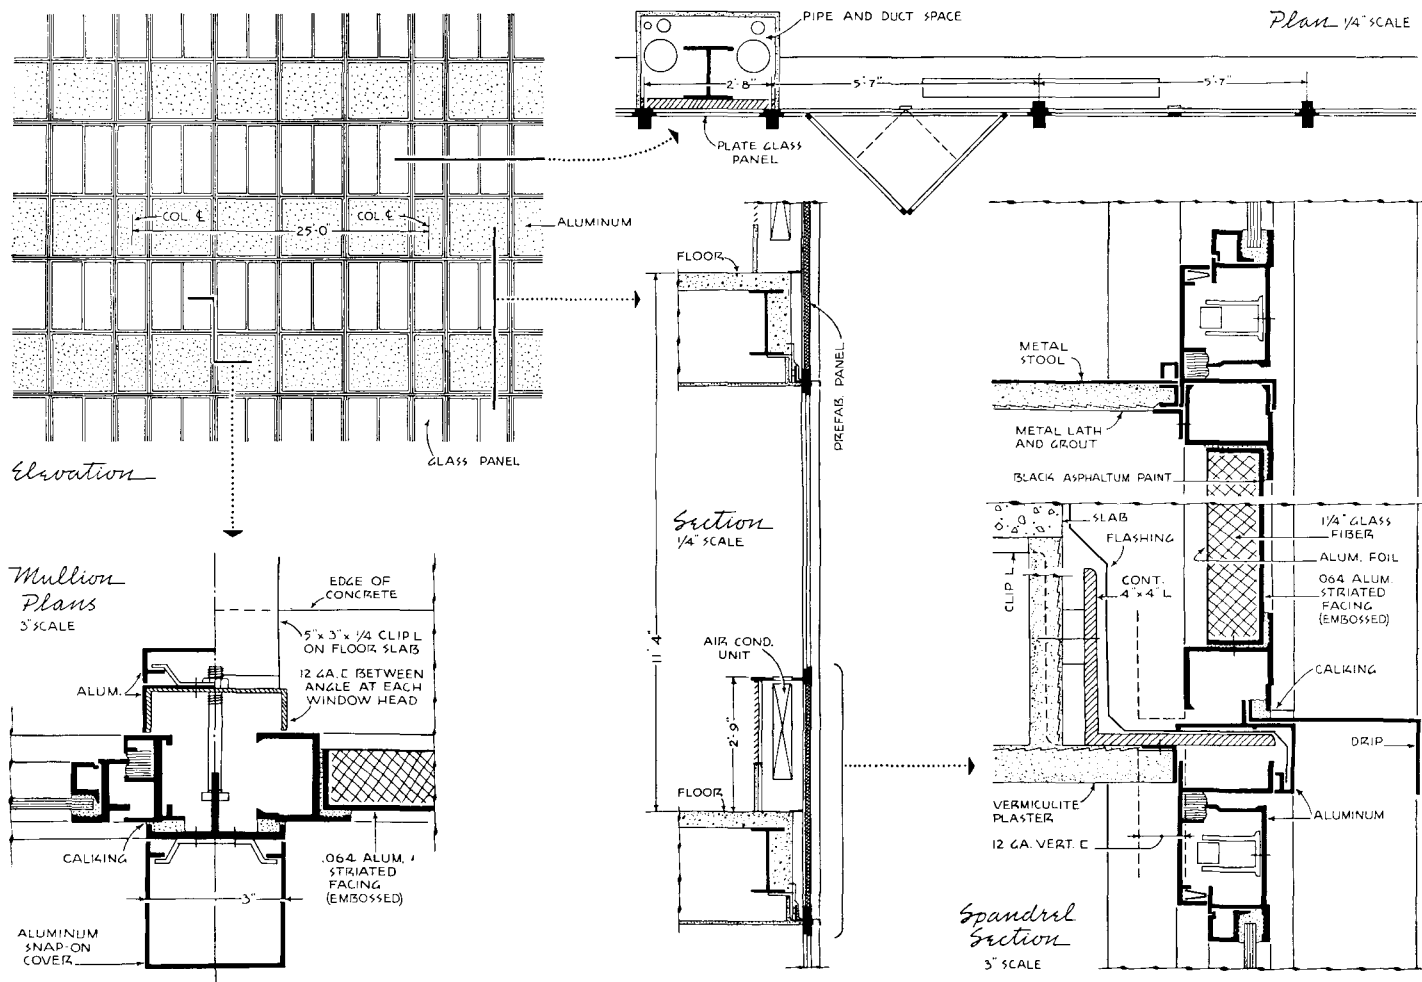 PIPE AND DUCT SPACE
Plan 1/4" SCALE
2'-8"
5'-7"
5'-7"
PLATE GLASS
PANEL
COL ℄
COL ℄
25'-0
ALUMINUM
GLASS PANEL
Elevation
FLOOR
PREFAB. PANEL
Section
1/4" SCALE
11'-4"
AIR COND.
UNIT
2'-9"
FLOOR
Mullion
Plans
3" SCALE
EDGE OF
CONCRETE
5" x 3" x 1/4 CLIP L
ON FLOOR SLAB
12 GA. C BETWEEN
ANGLE AT EACH
WINDOW HEAD
ALUM.
CALKING
.064 ALUM.
STRIATED
FACING
(EMBOSSED)
3"
ALUMINUM
SNAP-ON
COVER
METAL
STOOL
METAL LATH
AND GROUT
BLACK ASPHALTUM PAINT
SLAB
FLASHING
1 1/4" GLASS
FIBER
ALUM. FOIL
CLIP L
CONT.
4" x 4" L
.064 ALUM.
STRIATED
FACING
(EMBOSSED)
CALKING
DRIP
VERMICULITE
PLASTER
ALUMINUM
12 GA. VERT. C
Spandrel
Section
3" SCALE